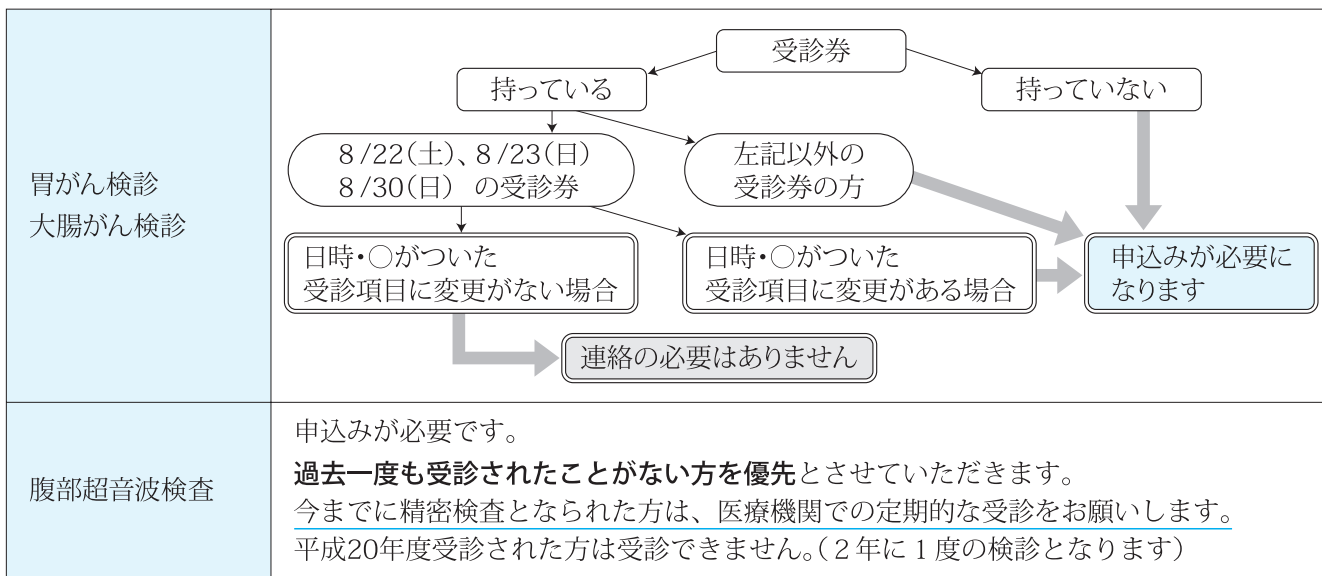 胃がん検診
大腸がん検診
受診券
持っている
持っていない
8/22(土)、8/23(日)
8/30(日) の受診券
左記以外の
受診券の方
日時・○がついた
受診項目に変更がない場合
日時・○がついた
受診項目に変更がある場合
申込みが必要に
なります
連絡の必要はありません
腹部超音波検査
申込みが必要です。
過去一度も受診されたことがない方を優先とさせていただきます。
今までに精密検査となられた方は、医療機関での定期的な受診をお願いします。
平成20年度受診された方は受診できません。(2年に1度の検診となります)